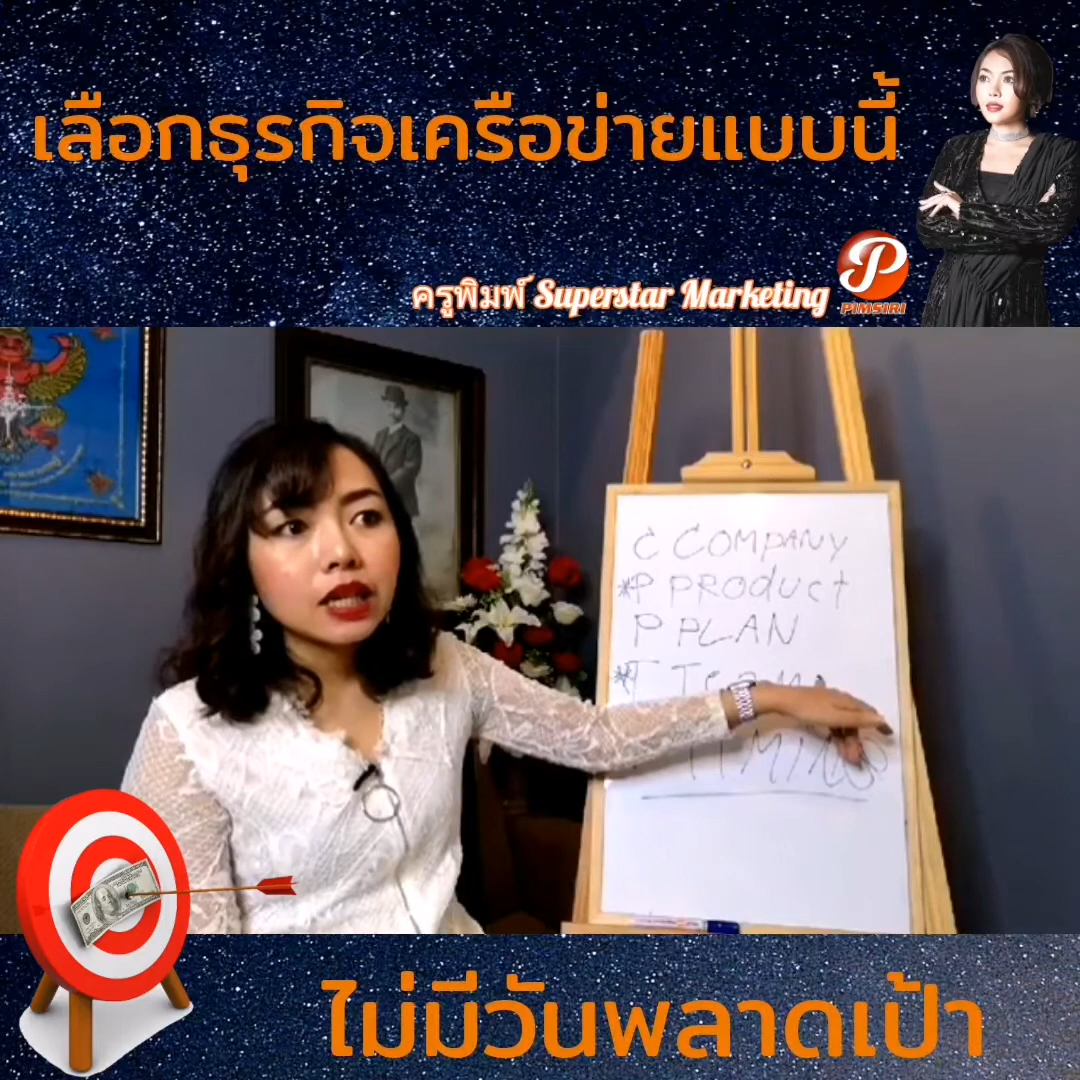 เลือกธุรกิจเครือข่ายแบบนี้
ครูพิมพ์ Superstar Marketing
P
PIMSIRI
C COMPANY
*P PRODUCT
P PLAN
*T Team
TIMING
ไม่มีวันพลาดเป้า